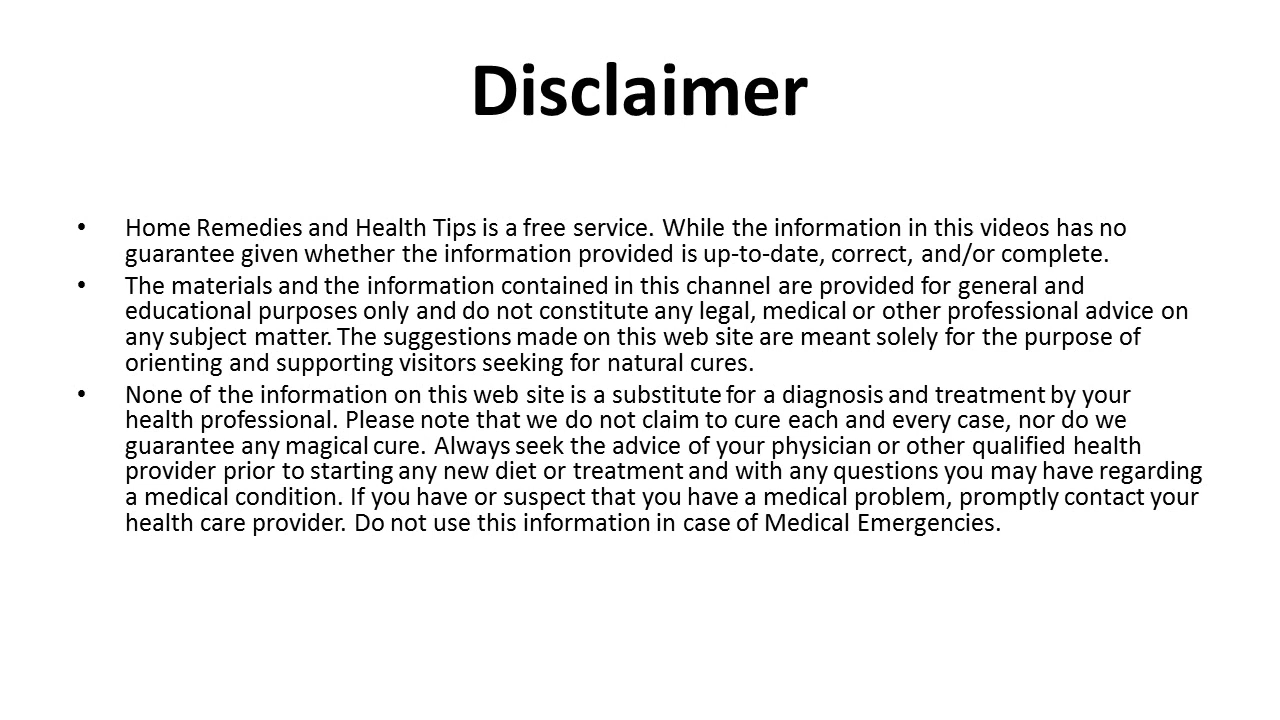 Disclaimer
• Home Remedies and Health Tips is a free service. While the information in this videos has no
guarantee given whether the information provided is up-to-date, correct, and/or complete.
• The materials and the information contained in this channel are provided for general and
educational purposes only and do not constitute any legal, medical or other professional advice on
any subject matter. The suggestions made on this web site are meant solely for the purpose of
orienting and supporting visitors seeking for natural cures.
• None of the information on this web site is a substitute for a diagnosis and treatment by your
health professional. Please note that we do not claim to cure each and every case, nor do we
guarantee any magical cure. Always seek the advice of your physician or other qualified health
provider prior to starting any new diet or treatment and with any questions you may have regarding
a medical condition. If you have or suspect that you have a medical problem, promptly contact your
health care provider. Do not use this information in case of Medical Emergencies.